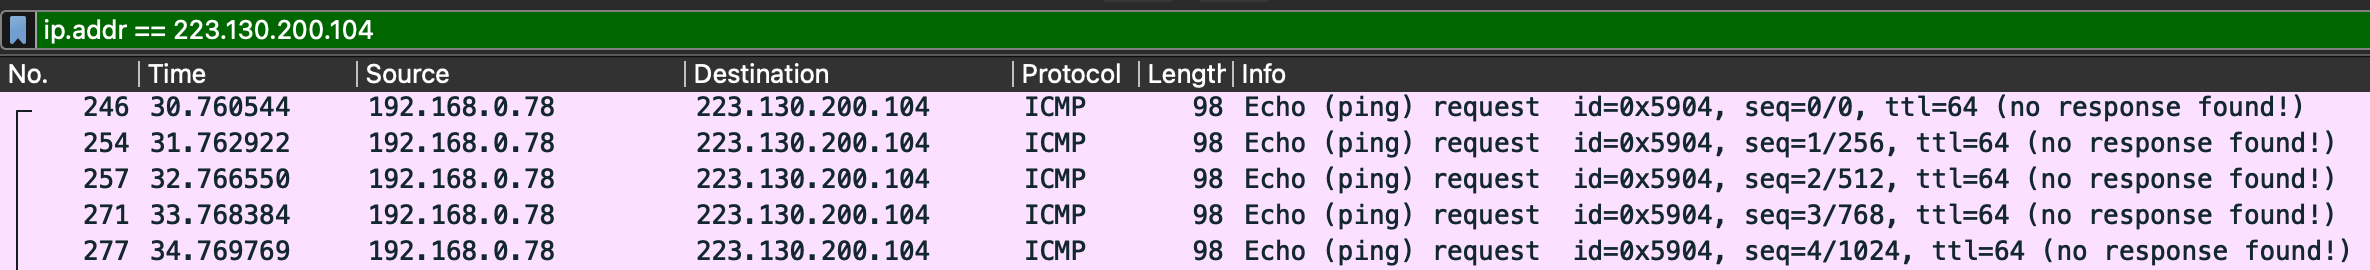 ip.addr == 223.130.200.104
No. Time Source Destination Protocol Length Info
246 30.760544 192.168.0.78 223.130.200.104 ICMP 98 Echo (ping) request id=0x5904, seq=0/0, ttl=64 (no response found!)
254 31.762922 192.168.0.78 223.130.200.104 ICMP 98 Echo (ping) request id=0x5904, seq=1/256, ttl=64 (no response found!)
257 32.766550 192.168.0.78 223.130.200.104 ICMP 98 Echo (ping) request id=0x5904, seq=2/512, ttl=64 (no response found!)
271 33.768384 192.168.0.78 223.130.200.104 ICMP 98 Echo (ping) request id=0x5904, seq=3/768, ttl=64 (no response found!)
277 34.769769 192.168.0.78 223.130.200.104 ICMP 98 Echo (ping) request id=0x5904, seq=4/1024, ttl=64 (no response found!)